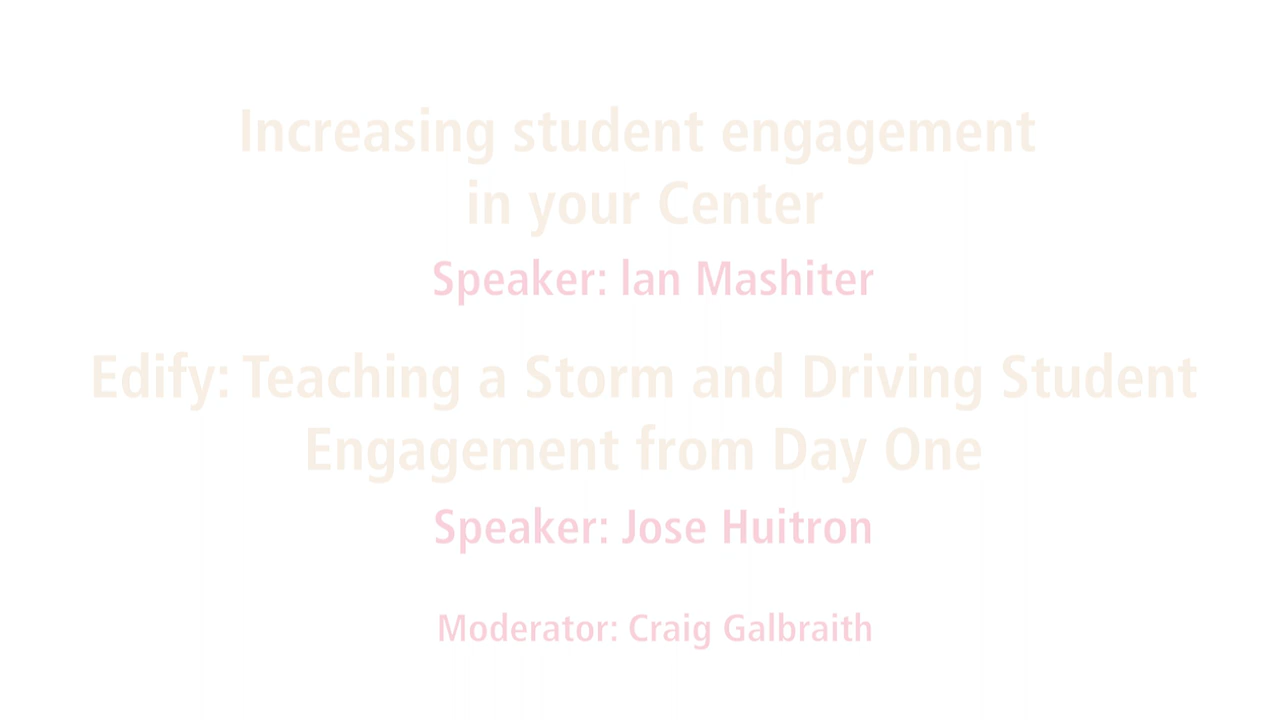 Increasing student engagement
in your Center
Speaker: Ian Mashiter
Edify: Teaching a Storm and Driving Student
Engagement from Day One
Speaker: Jose Huitron
Moderator: Craig Galbraith